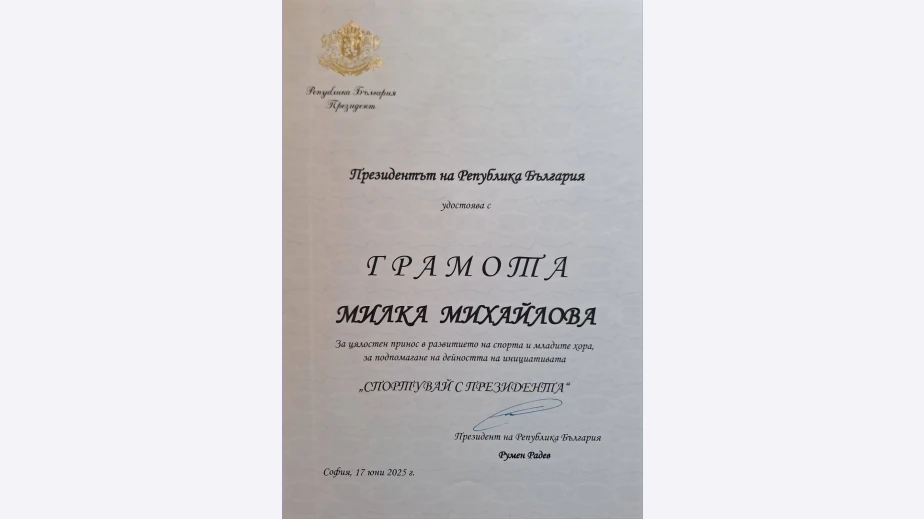 Република България
Президент
Президентът на Република България
удостоява с
ГРАМОТА
МИЛКА МИХАЙЛОВА
За цялостен принос в развитието на спорта и младите хора,
за подпомагане на дейността на инициативата
„СПОРТУВАЙ С ПРЕЗИДЕНТА“
Президент на Република България
Румен Радев
София, 17 юни 2025 г.